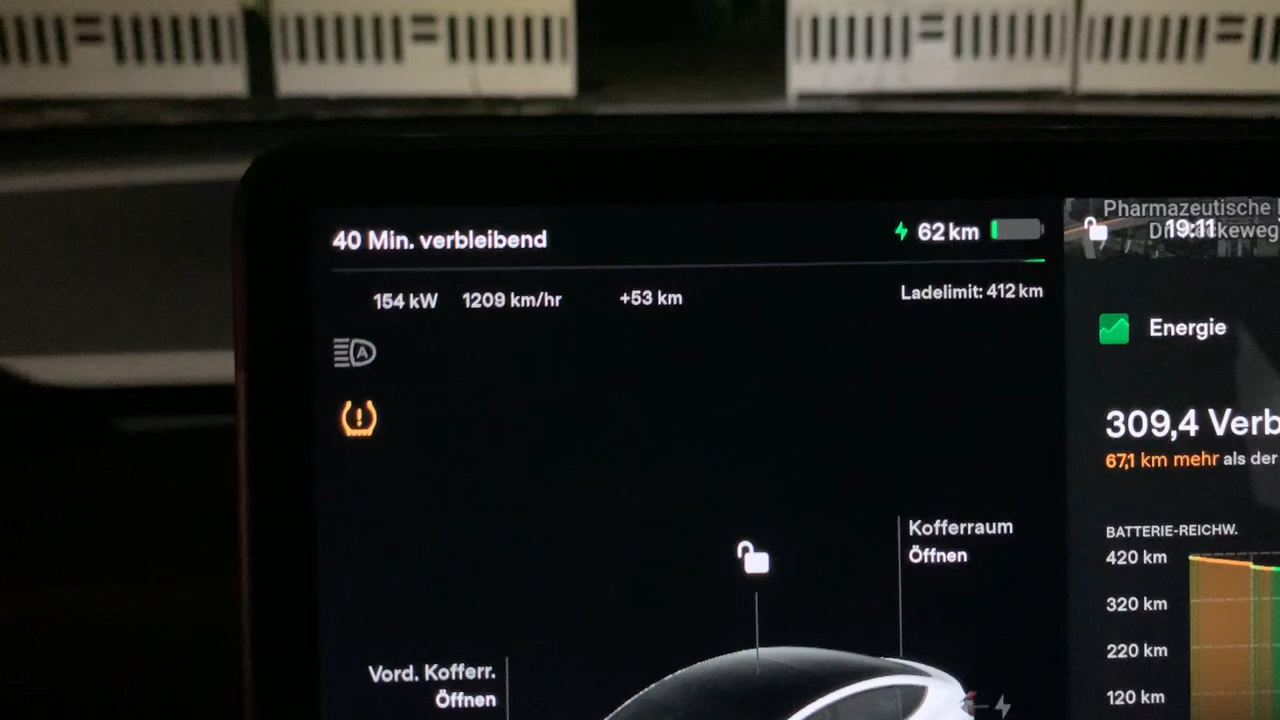 40 Min. verbleibend
62 km
154 kW 1209 km/hr +53 km
Ladelimit: 412 km
A
Kofferraum
Öffnen
Vord. Kofferr.
Öffnen
Pharmazeutische
19:11
Energie
309,4 Verb
67,1 km mehr als der
BATTERIE-REICHW.
420 km
320 km
220 km
120 km